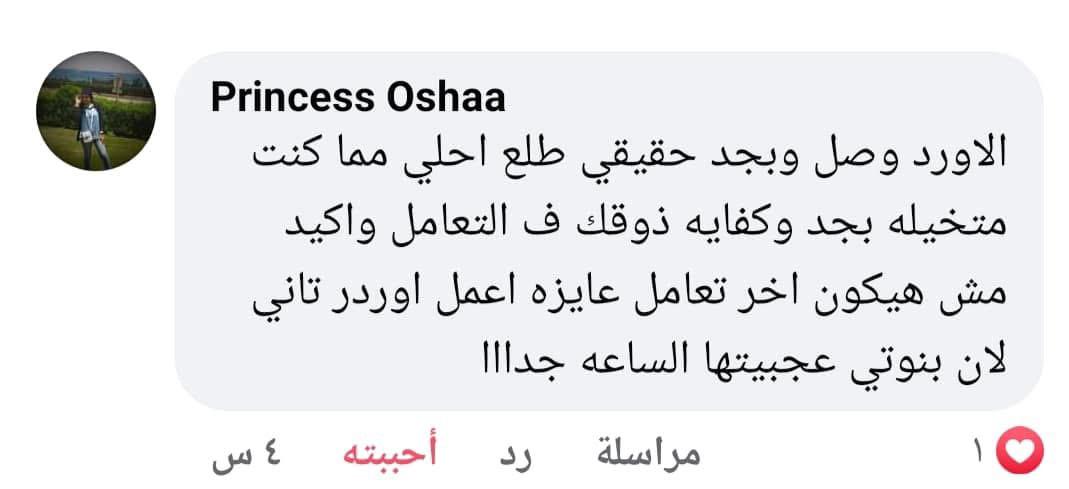 Princess Oshaa
الاورد وصل وبجد حقيقي طلع احلي مما كنت
متخيله بجد وكفايه ذوقك ف التعامل واكيد
مش هيكون اخر تعامل عايزه اعمل اوردر تاني
لان بنوتي عجبيتها الساعه جدااا
١ مراسلة رد أحببته ٤ س